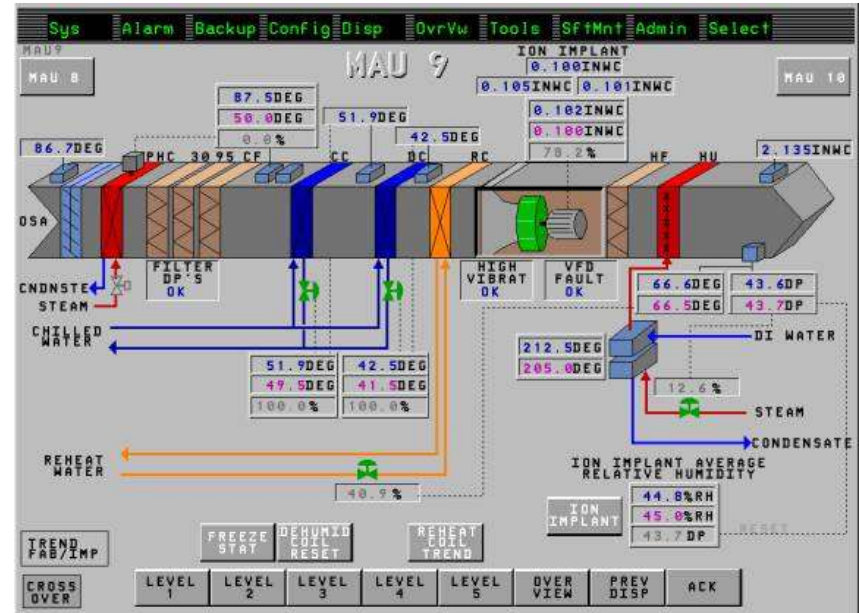 Sys Alarm Backup Config Disp OvrVw Tools SftMnt Admin Select
MAU9
MAU 8
MAU 9
ION IMPLANT
0.100INWC
0.105INWC 0.101INWC
MAU 10
87.5DEG
50.0DEG
0.0%
51.9DEG
42.5DEG
0.102INWC
0.100INWC
78.2%
86.7DEG
2.135INWC
PHC 30 95 CF CC DC RC HF HU
OSA
CNDNSTE
STEAM
FILTER
DP'S
OK
HIGH
VIBRAT
OK
VFD
FAULT
OK
66.6DEG
66.5DEG
43.6DP
43.7DP
CHILLED
WATER
DI WATER
212.5DEG
205.0DEG
51.9DEG
49.5DEG
100.0%
42.5DEG
41.5DEG
100.0%
12.6%
STEAM
CONDENSATE
REHEAT
WATER
40.9%
ION IMPLANT AVERAGE
RELATIVE HUMIDITY
ION
IMPLANT
44.8%RH
45.0%RH
43.7DP
RESET
TREND
FAB/IMP
FREEZE
STAT
DEHUMID
COIL
RESET
REHEAT
COIL
TREND
CROSS
OVER
LEVEL
1
LEVEL
2
LEVEL
3
LEVEL
4
LEVEL
5
OVER
VIEW
PREV
DISP
ACK